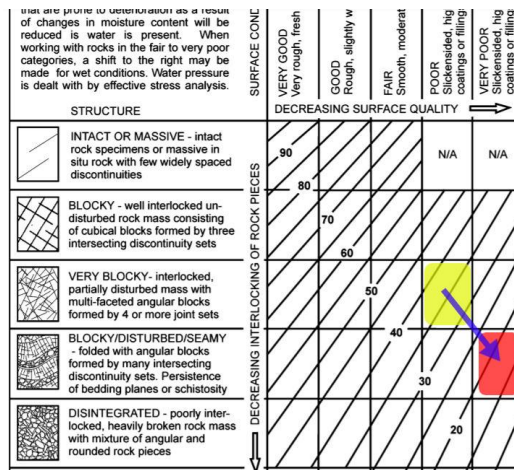 that are prone to deterioration as a result
of changes in moisture content will be
reduced is water is present. When
working with rocks in the fair to very poor
categories, a shift to the right may be
made for wet conditions. Water pressure
is dealt with by effective stress analysis.
SURFACE COND
VERY GOOD
Very rough, fresh
GOOD
Rough, slightly w
FAIR
Smooth, moderat
POOR
Slickensided, hig
coatings or filling
VERY POOR
Slickensided, hig
coatings or filling
STRUCTURE
DECREASING SURFACE QUALITY
DECREASING INTERLOCKING OF ROCK PIECES
INTACT OR MASSIVE - intact
rock specimens or massive in
situ rock with few widely spaced
discontinuities
90
80
N/A
N/A
BLOCKY - well interlocked un-
disturbed rock mass consisting
of cubical blocks formed by three
intersecting discontinuity sets
70
60
VERY BLOCKY- interlocked,
partially disturbed mass with
multi-faceted angular blocks
formed by 4 or more joint sets
50
40
BLOCKY/DISTURBED/SEAMY
- folded with angular blocks
formed by many intersecting
discontinuity sets. Persistence
of bedding planes or schistosity
30
DISINTEGRATED - poorly inter-
locked, heavily broken rock mass
with mixture of angular and
rounded rock pieces
20